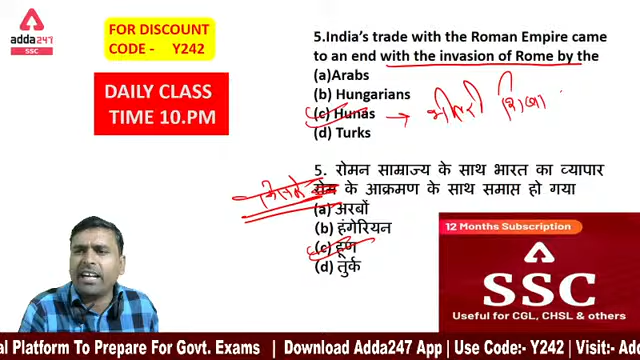 adda247
SSC
FOR DISCOUNT
CODE - Y242
DAILY CLASS
TIME 10.PM
5.India's trade with the Roman Empire came
to an end with the invasion of Rome by the
(a)Arabs
(b) Hungarians
(c) Hunas
(d) Turks
5. रोमन साम्राज्य के साथ भारत का व्यापार
रोम के आक्रमण के साथ समाप्त हो गया
(a) अरबों
(b) हंगेरियन
(c) हूण
(d) तुर्क
12 Months Subscription
SSC
Useful for CGL, CHSL & others
al Platform To Prepare For Govt. Exams | Download Adda247 App | Use Code:- Y242 | Visit:- Ad